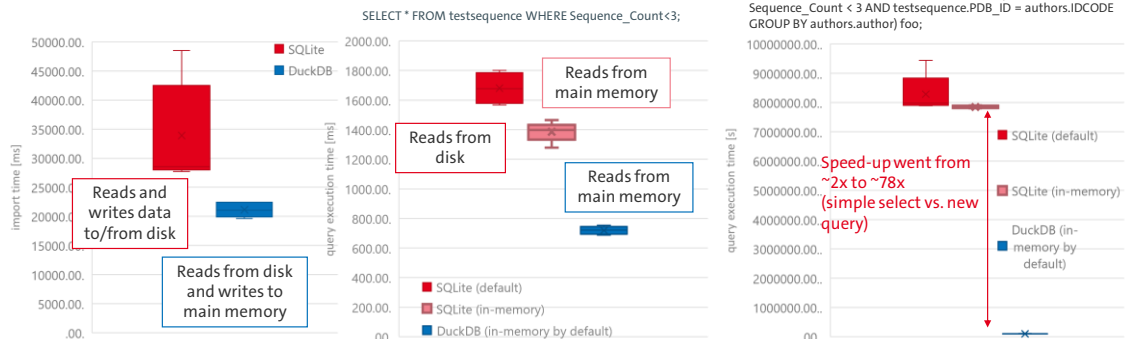 SELECT * FROM testsequence WHERE Sequence_Count<3;
Sequence_Count < 3 AND testsequence.PDB_ID = authors.IDCODE
GROUP BY authors.author) foo;
import time [ms]
50000.00.
45000.00.
40000.00.
35000.00.
30000.00.
25000.00.
20000.00.
15000.00.
10000.00.
5000.00.
.00.
SQLite
DuckDB
Reads and
writes data
to/from disk
Reads from disk
and writes to
main memory
query execution time [ms]
2000.00.
1800.00.
1600.00.
1400.00.
1200.00.
1000.00.
800.00.
600.00.
400.00.
200.00.
.00
Reads from
main memory
Reads from
disk
Reads from
main memory
SQLite (default)
SQLite (in-memory)
DuckDB (in-memory by default)
query execution time [s]
10000000.00..
9000000.00..
8000000.00..
7000000.00..
6000000.00..
5000000.00..
4000000.00..
3000000.00..
2000000.00..
1000000.00..
.00
Speed-up went from
~2x to ~78x
(simple select vs. new
query)
SQLite (default)
SQLite (in-memory)
DuckDB (in-
memory by
default)